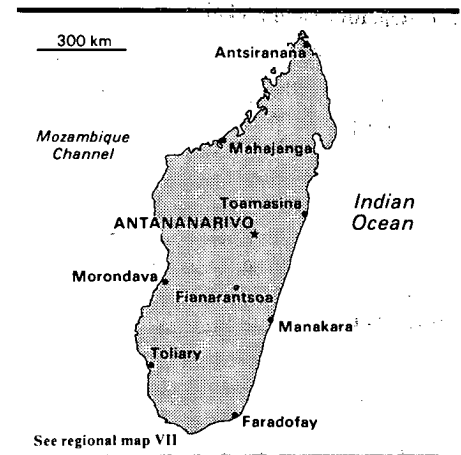 300 km
Antsiranana
Mozambique
Channel
Mahajanga
Toamasina
Indian
Ocean
ANTANANARIVO
Morondava
Fianarantsoa
Manakara
Toliary
Faradofay
See regional map VII